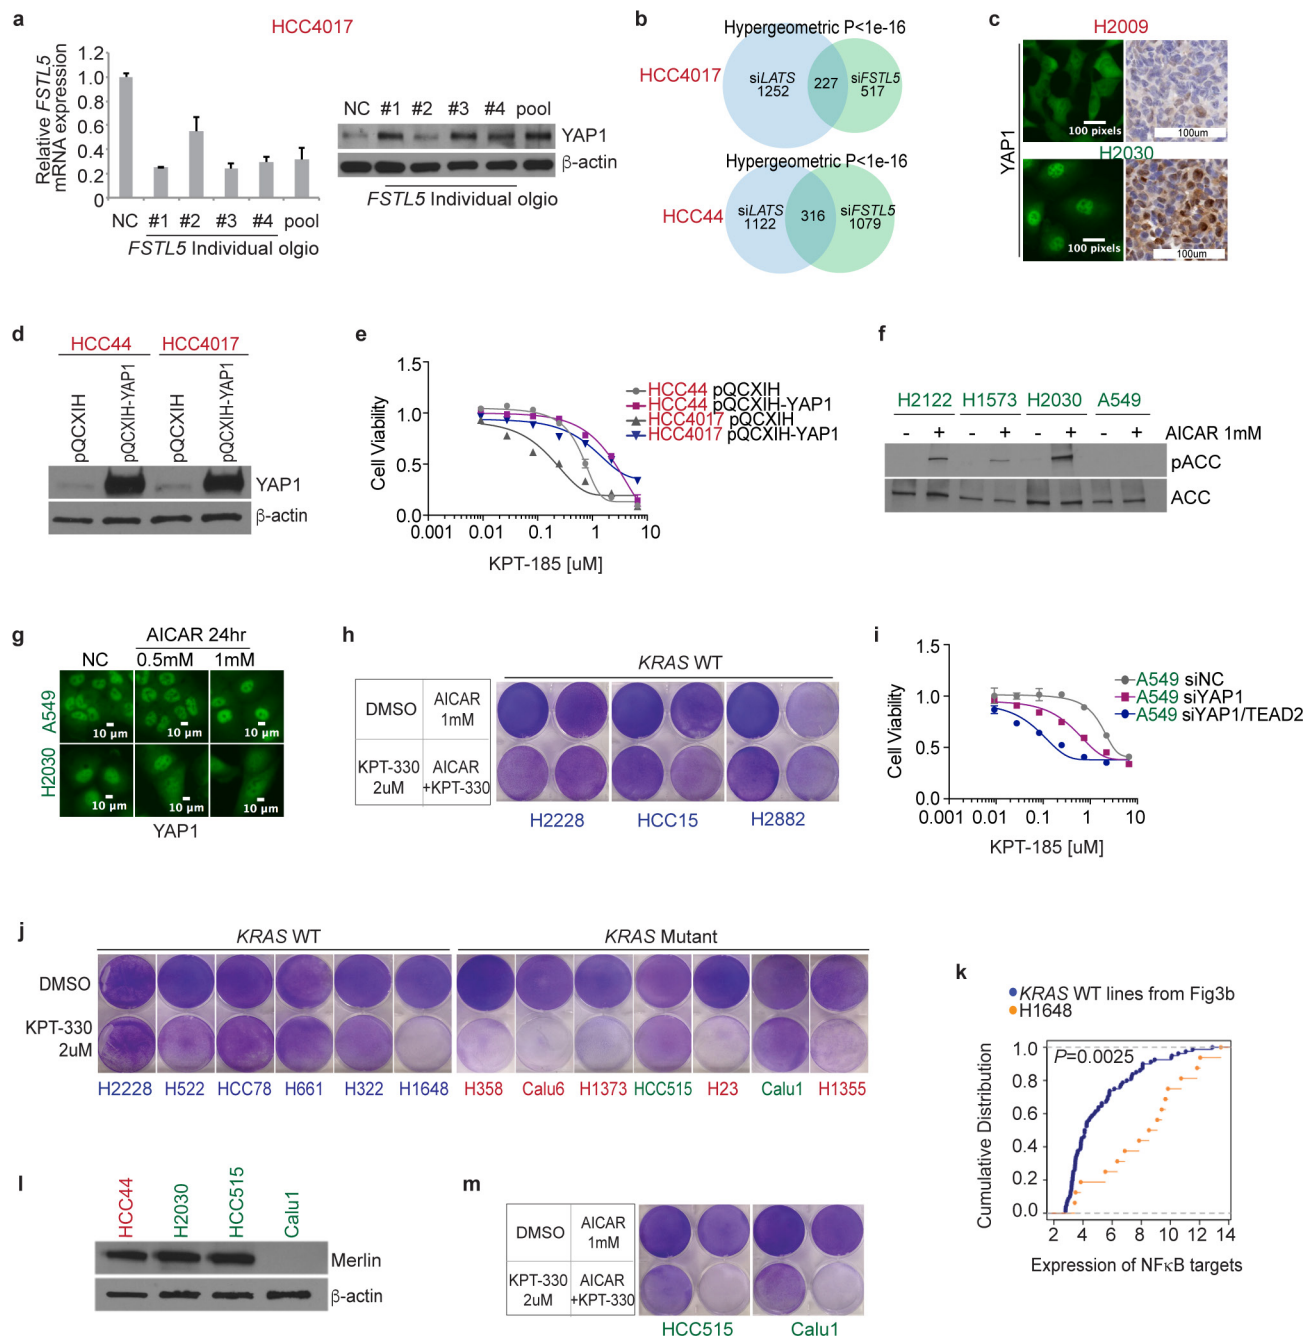 a
HCC4017
Relative FSTL5
mRNA expression
1.2
1.0
0.8
0.6
0.4
0.2
0
NC #1 #2 #3 #4 pool
FSTL5 Individual olgio
NC #1 #2 #3 #4 pool
YAP1
β-actin
FSTL5 Individual olgio
b
Hypergeometric P<1e-16
HCC4017
siLATS
1252
227
siFSTL5
517
Hypergeometric P<1e-16
HCC44
siLATS
1122
316
siFSTL5
1079
c
H2009
YAP1
100 pixels
100um
H2030
100 pixels
100um
d
HCC44 HCC4017
pQCXIH
pQCXIH-YAP1
pQCXIH
pQCXIH-YAP1
YAP1
β-actin
e
Cell Viability
1.5
1.0
0.5
0.0
0.001 0.01 0.1 1 10
KPT-185 [uM]
HCC44 pQCXIH
HCC44 pQCXIH-YAP1
HCC4017 pQCXIH
HCC4017 pQCXIH-YAP1
f
H2122 H1573 H2030 A549
- + - + - + - + AICAR 1mM
pACC
ACC
g
AICAR 24hr
NC 0.5mM 1mM
A549
10 µm 10 µm 10 µm
H2030
10 µm 10 µm 10 µm
YAP1
h
KRAS WT
DMSO
AICAR
1mM
KPT-330
2uM
AICAR
+KPT-330
H2228 HCC15 H2882
i
Cell Viability
1.5
1.0
0.5
0.0
0.001 0.01 0.1 1 10
KPT-185 [uM]
A549 siNC
A549 siYAP1
A549 siYAP1/TEAD2
j
KRAS WT KRAS Mutant
DMSO
KPT-330
2uM
H2228 H522 HCC78 H661 H322 H1648 H358 Calu6 H1373 HCC515 H23 Calu1 H1355
k
KRAS WT lines from Fig3b
H1648
P=0.0025
Cumulative Distribution
1.0
0.8
0.6
0.4
0.2
0.0
2 4 6 8 10 12 14
Expression of NFκB targets
l
HCC44
H2030
HCC515
Calu1
Merlin
β-actin
m
DMSO
AICAR
1mM
KPT-330
2uM
AICAR
+KPT-330
HCC515 Calu1